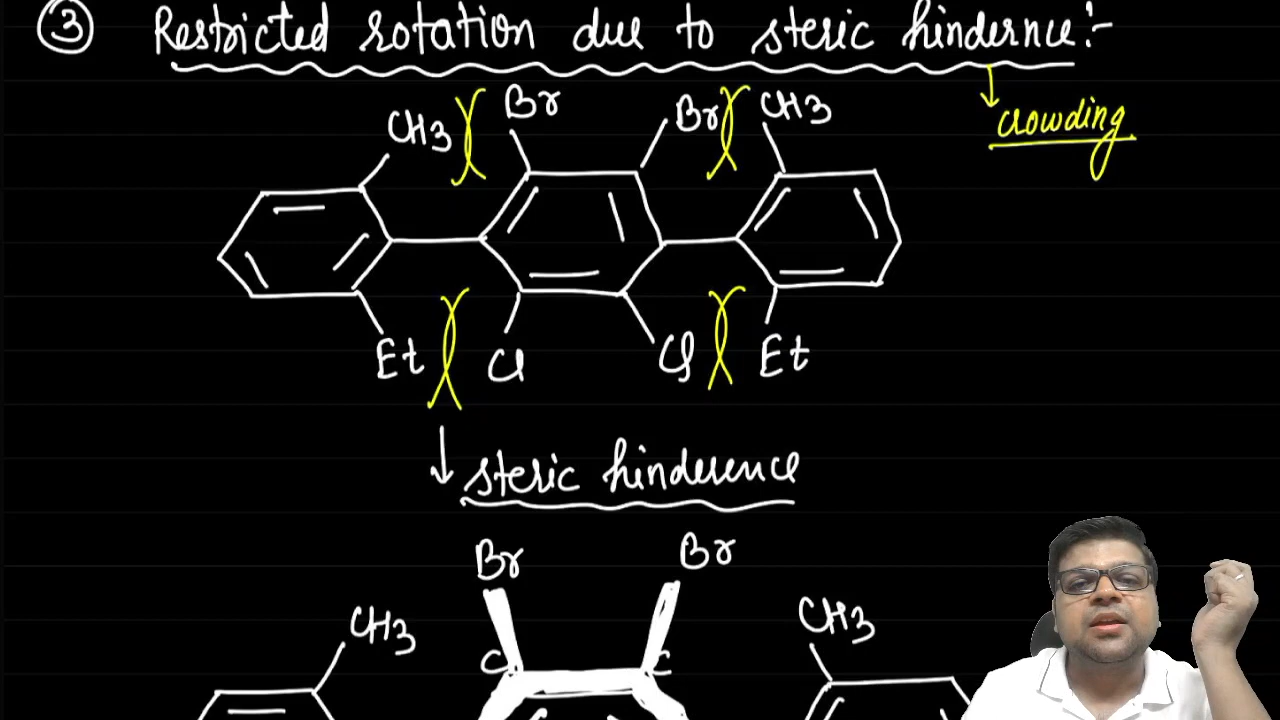 ③ Restricted rotation due to steric hindernce:-
crowding
CH3 Br Br CH3
Et Cl Cl Et
steric hinderence
Br Br
CH3 C C CH3